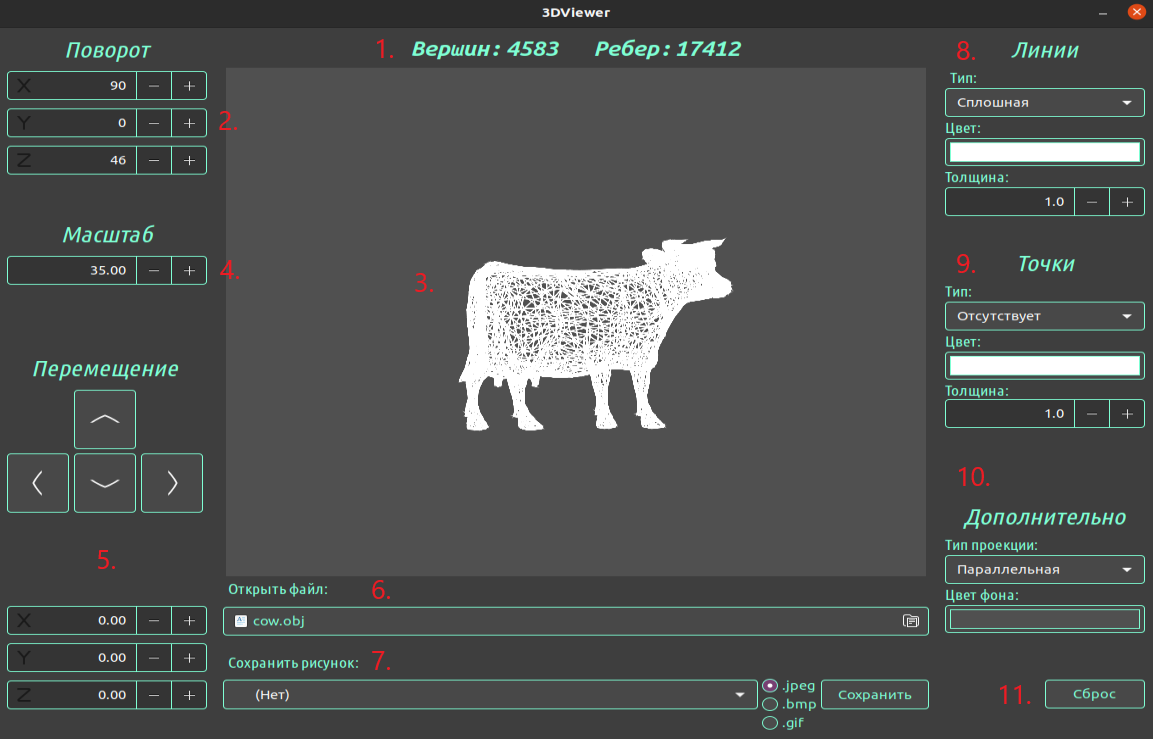 3DViewer
1. Вершин: 4583 Ребер: 17412
Поворот
X 90 − +
Y 0 − +
2.
Z 46 − +
Масштаб
35.00 − +
4.
Перемещение
5.
X 0.00 − +
Y 0.00 − +
Z 0.00 − +
3.
Открыть файл: 6.
cow.obj
Сохранить рисунок: 7.
(Нет)
.jpeg
.bmp
.gif
Сохранить
8. Линии
Тип:
Сплошная
Цвет:
Толщина:
1.0 − +
9. Точки
Тип:
Отсутствует
Цвет:
Толщина:
1.0 − +
10.
Дополнительно
Тип проекции:
Параллельная
Цвет фона:
11. Сброс